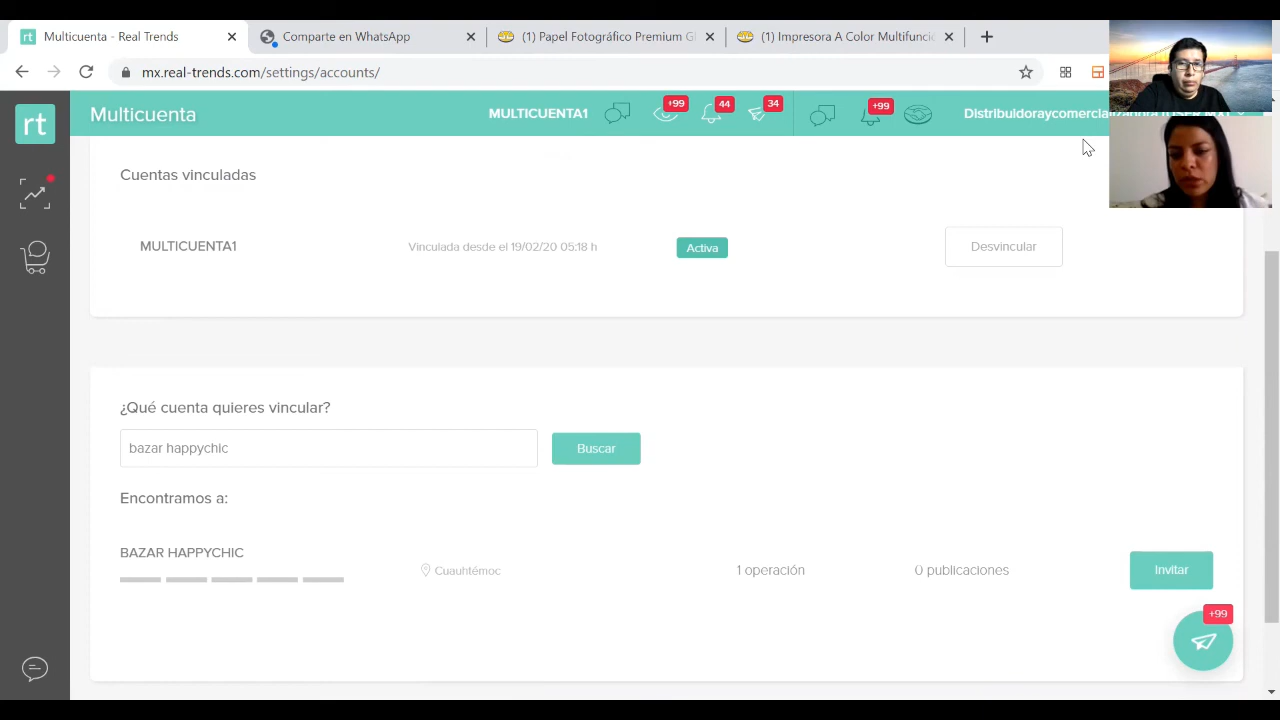 rt Multicuenta - Real Trends
Comparte en WhatsApp
(1) Papel Fotográfico Premium Gl
(1) Impresora A Color Multifunci
mx.real-trends.com/settings/accounts/
rt
Multicuenta
MULTICUENTA1
+99
44
34
+99
Cuentas vinculadas
MULTICUENTA1
Vinculada desde el 19/02/20 05:18 h
Activa
Desvincular
¿Qué cuenta quieres vincular?
bazar happychic
Buscar
Encontramos a:
BAZAR HAPPYCHIC
Cuauhtémoc
1 operación
0 publicaciones
Invitar
+99